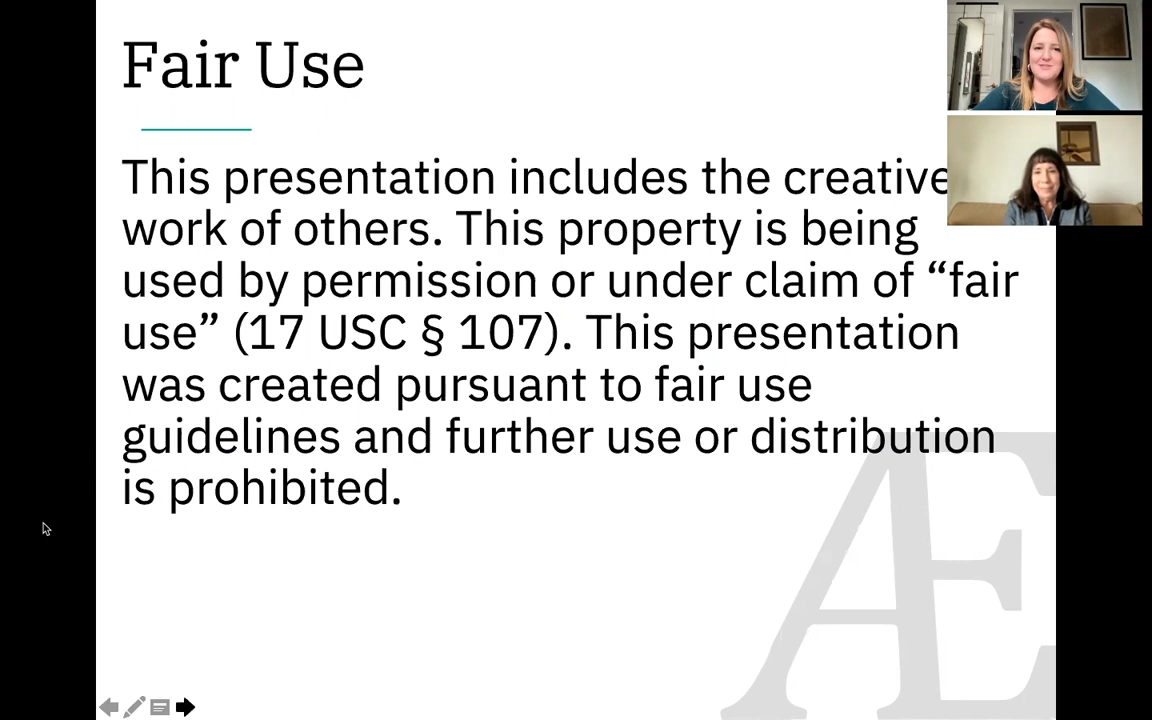 Fair Use
This presentation includes the creative
work of others. This property is being
used by permission or under claim of “fair
use” (17 USC § 107). This presentation
was created pursuant to fair use
guidelines and further use or distribution
is prohibited.
Æ